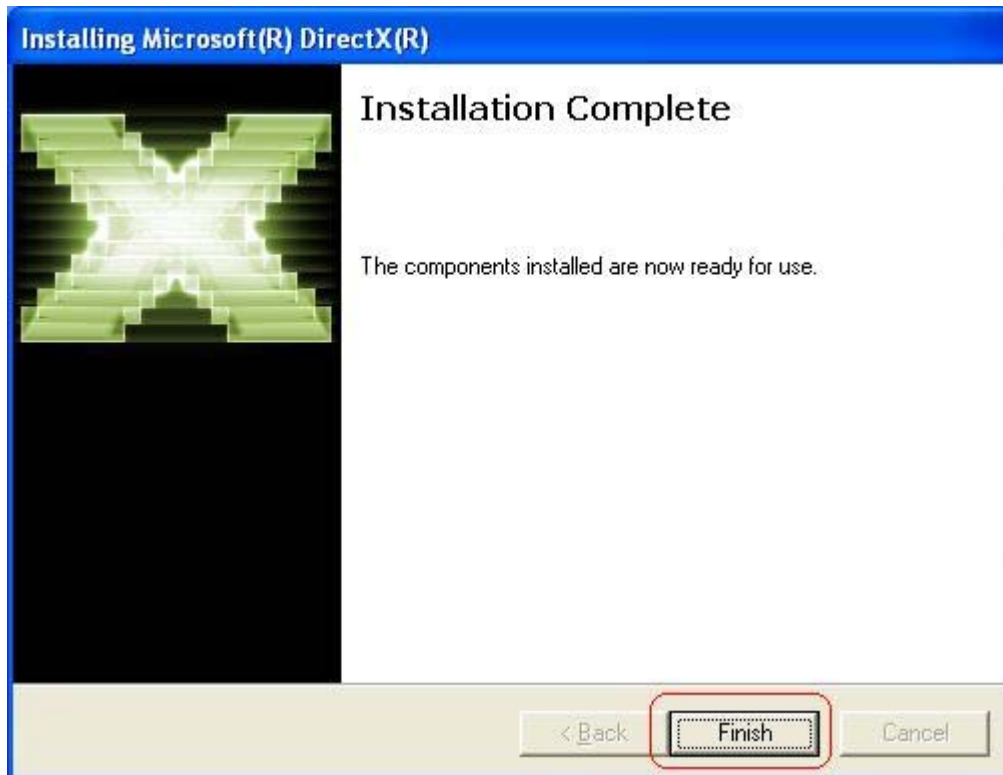 Installing Microsoft(R) DirectX(R)
Installation Complete
The components installed are now ready for use.
< Back
Finish
Cancel